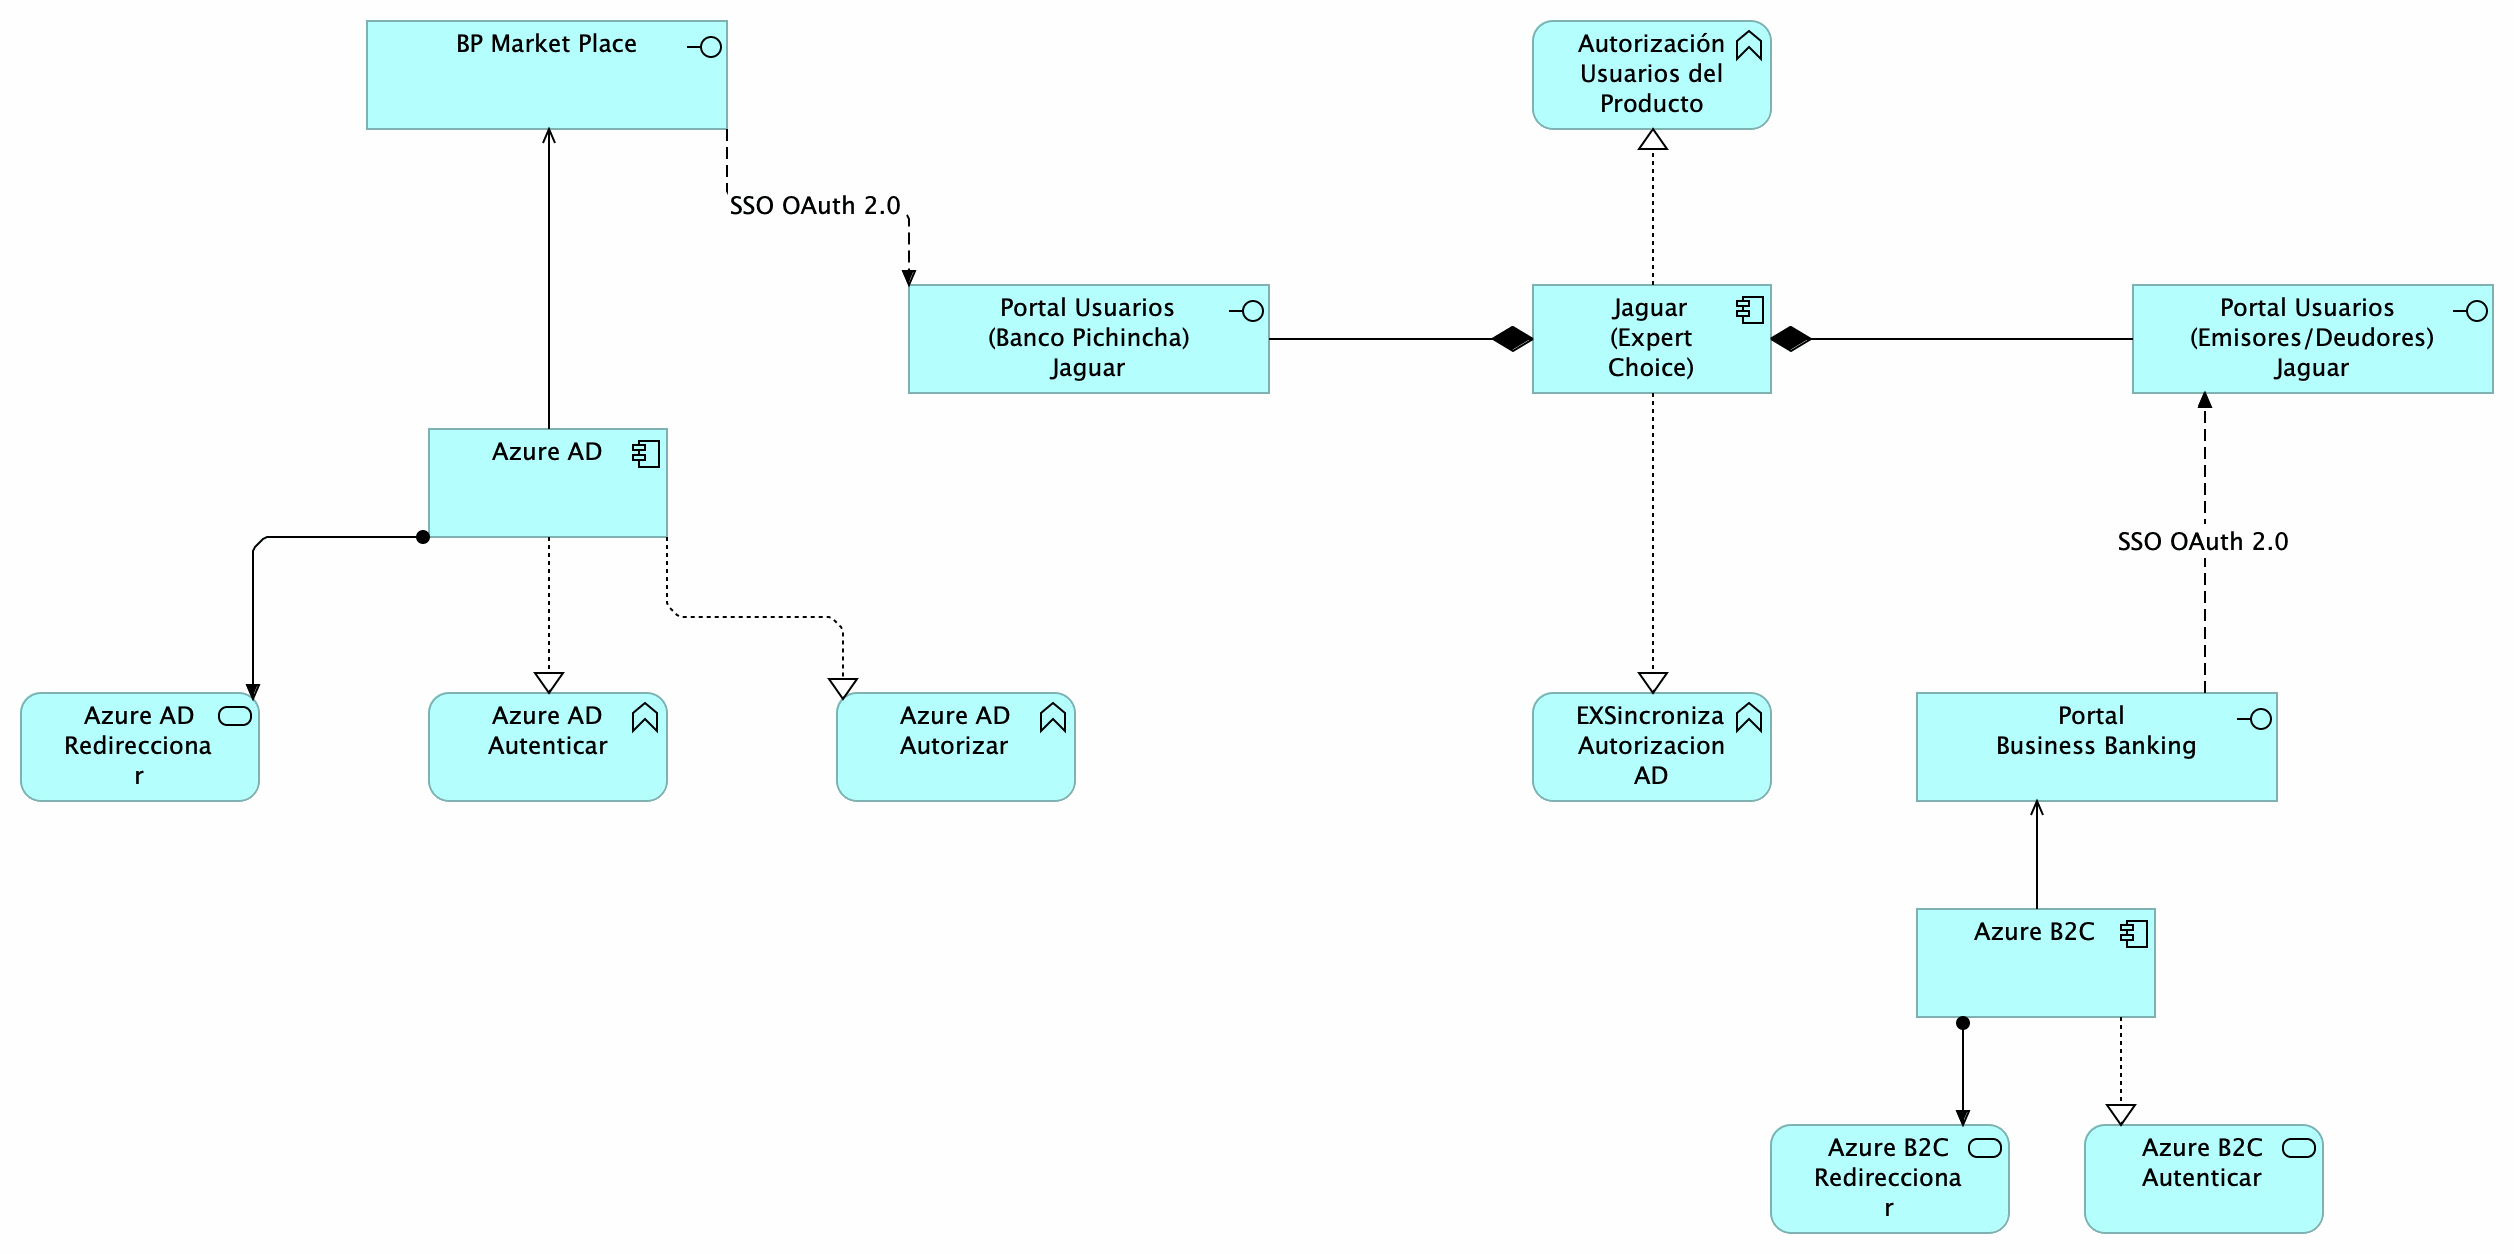 BP Market Place
Autorización
Usuarios del
Producto
SSO OAuth 2.0
Portal Usuarios
(Banco Pichincha)
Jaguar
Jaguar
(Expert
Choice)
Portal Usuarios
(Emisores/Deudores)
Jaguar
Azure AD
SSO OAuth 2.0
Azure AD
Redirecciona
r
Azure AD
Autenticar
Azure AD
Autorizar
EXSincroniza
Autorizacion
AD
Portal
Business Banking
Azure B2C
Azure B2C
Redirecciona
r
Azure B2C
Autenticar